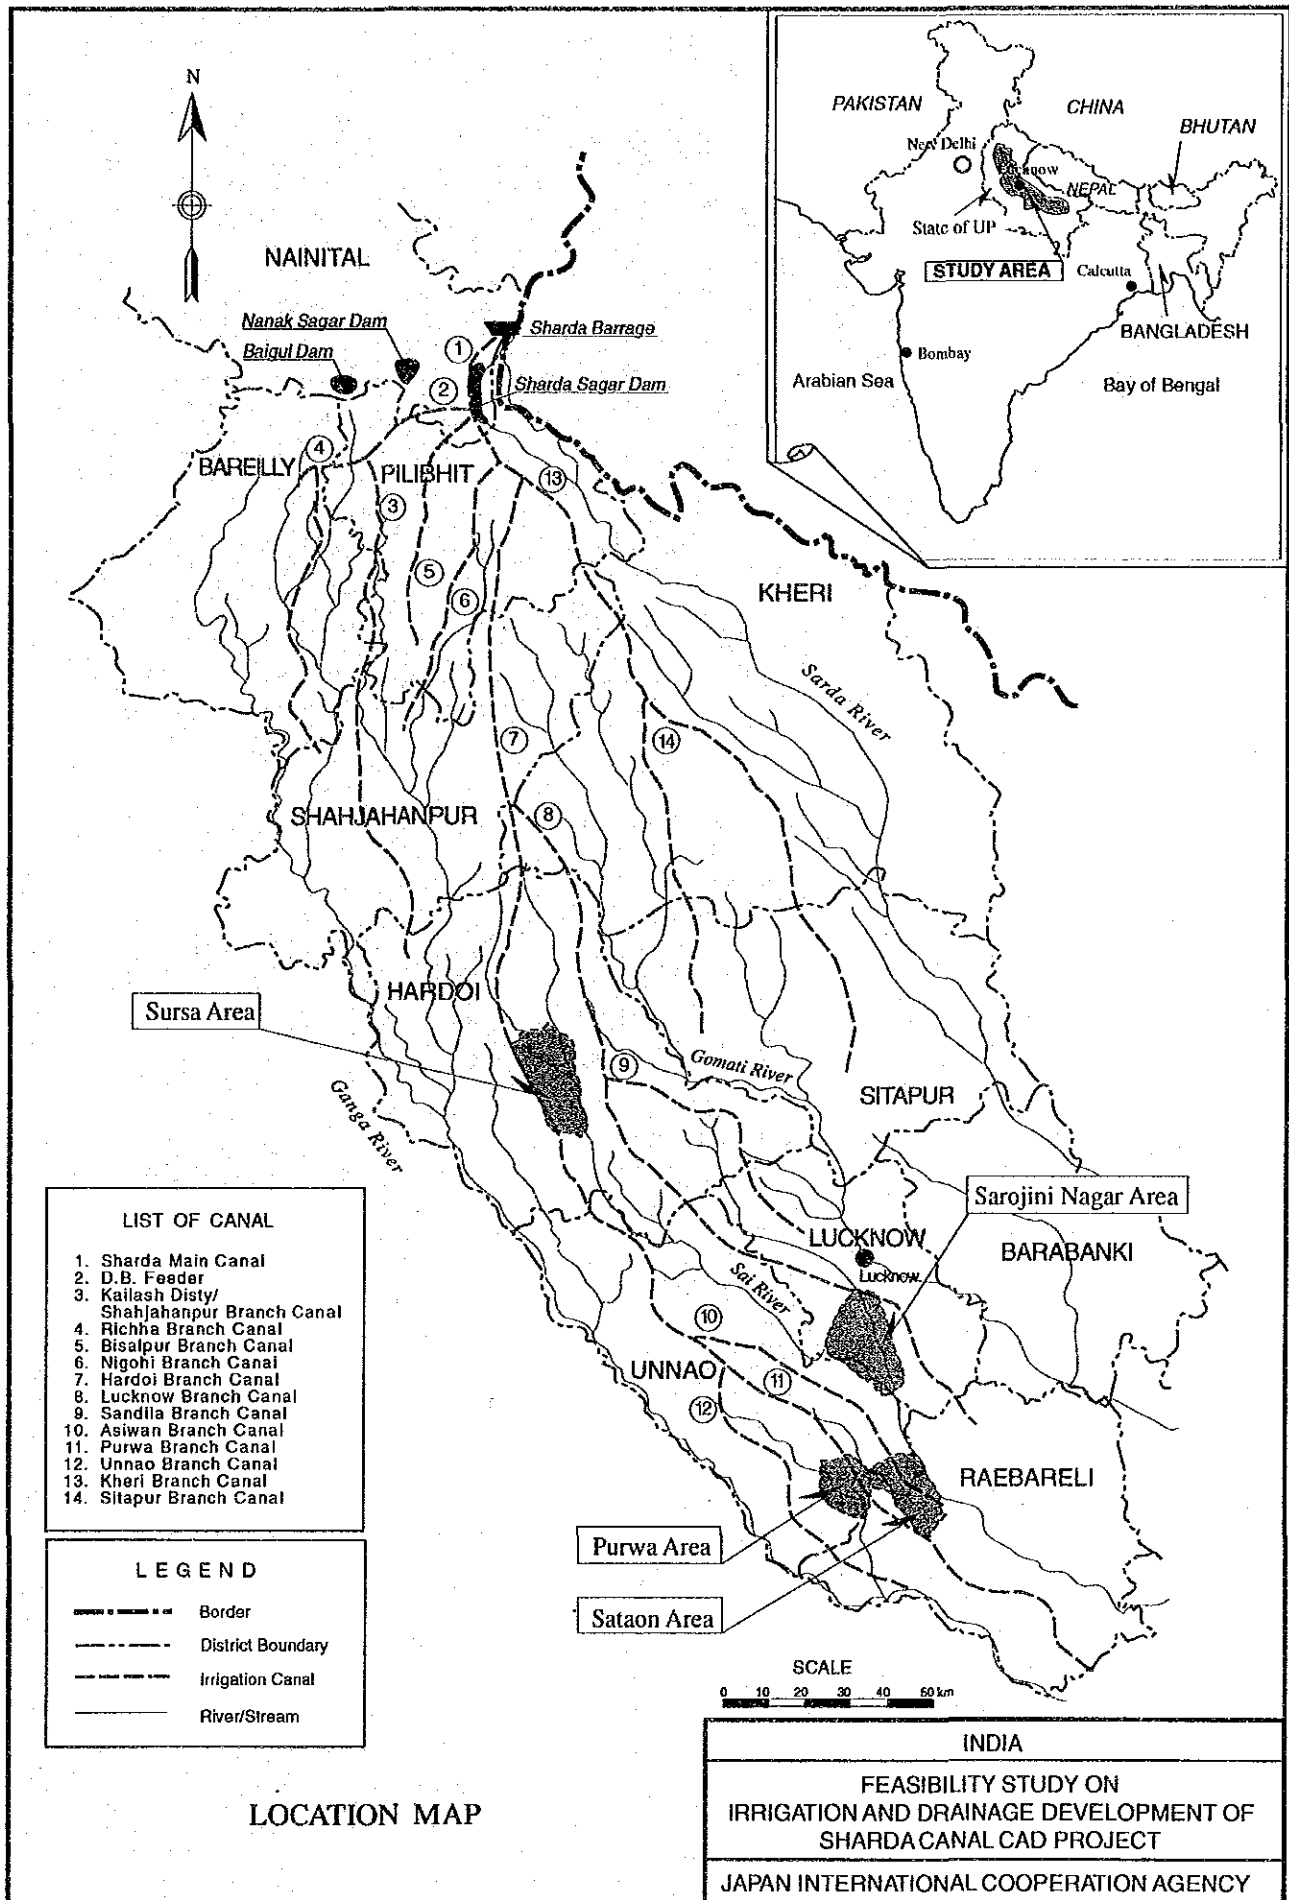 N
PAKISTAN
CHINA
BHUTAN
New Delhi
Lucknow
NEPAL
State of UP
STUDY AREA
Calcutta
BANGLADESH
Bombay
Arabian Sea
Bay of Bengal
NAINITAL
Nanak Sagar Dam
Baigul Dam
Sharda Barrage
Sharda Sagar Dam
1
2
4
BAREILLY
PILIBHIT
13
3
5
6
KHERI
Sarda River
7
14
SHAHJAHANPUR
8
HARDOI
Sursa Area
9
Gomati River
SITAPUR
Ganga River
Sarojini Nagar Area
LUCKNOW
Lucknow
BARABANKI
Sai River
10
UNNAO
11
12
RAEBARELI
Purwa Area
Sataon Area
LIST OF CANAL
1. Sharda Main Canal
2. D.B. Feeder
3. Kailash Disty/
Shahjahanpur Branch Canal
4. Richha Branch Canal
5. Bisalpur Branch Canal
6. Nigohi Branch Canal
7. Hardoi Branch Canal
8. Lucknow Branch Canal
9. Sandila Branch Canal
10. Asiwan Branch Canal
11. Purwa Branch Canal
12. Unnao Branch Canal
13. Kheri Branch Canal
14. Sitapur Branch Canal
LEGEND
Border
District Boundary
Irrigation Canal
River/Stream
SCALE
0 10 20 30 40 50 km
LOCATION MAP
INDIA
FEASIBILITY STUDY ON
IRRIGATION AND DRAINAGE DEVELOPMENT OF
SHARDA CANAL CAD PROJECT
JAPAN INTERNATIONAL COOPERATION AGENCY